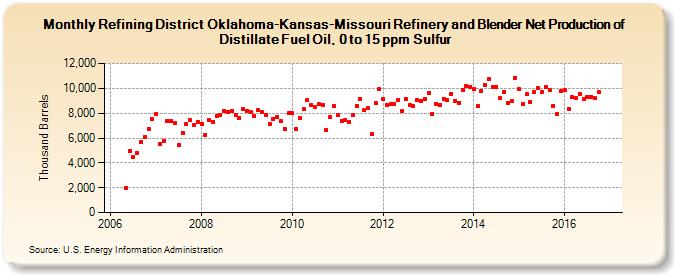 Monthly Refining District Oklahoma-Kansas-Missouri Refinery and Blender Net Production of
Distillate Fuel Oil, 0 to 15 ppm Sulfur
Thousand Barrels
12,000
10,000
8,000
6,000
4,000
2,000
0
2006 2008 2010 2012 2014 2016
Source: U.S. Energy Information Administration